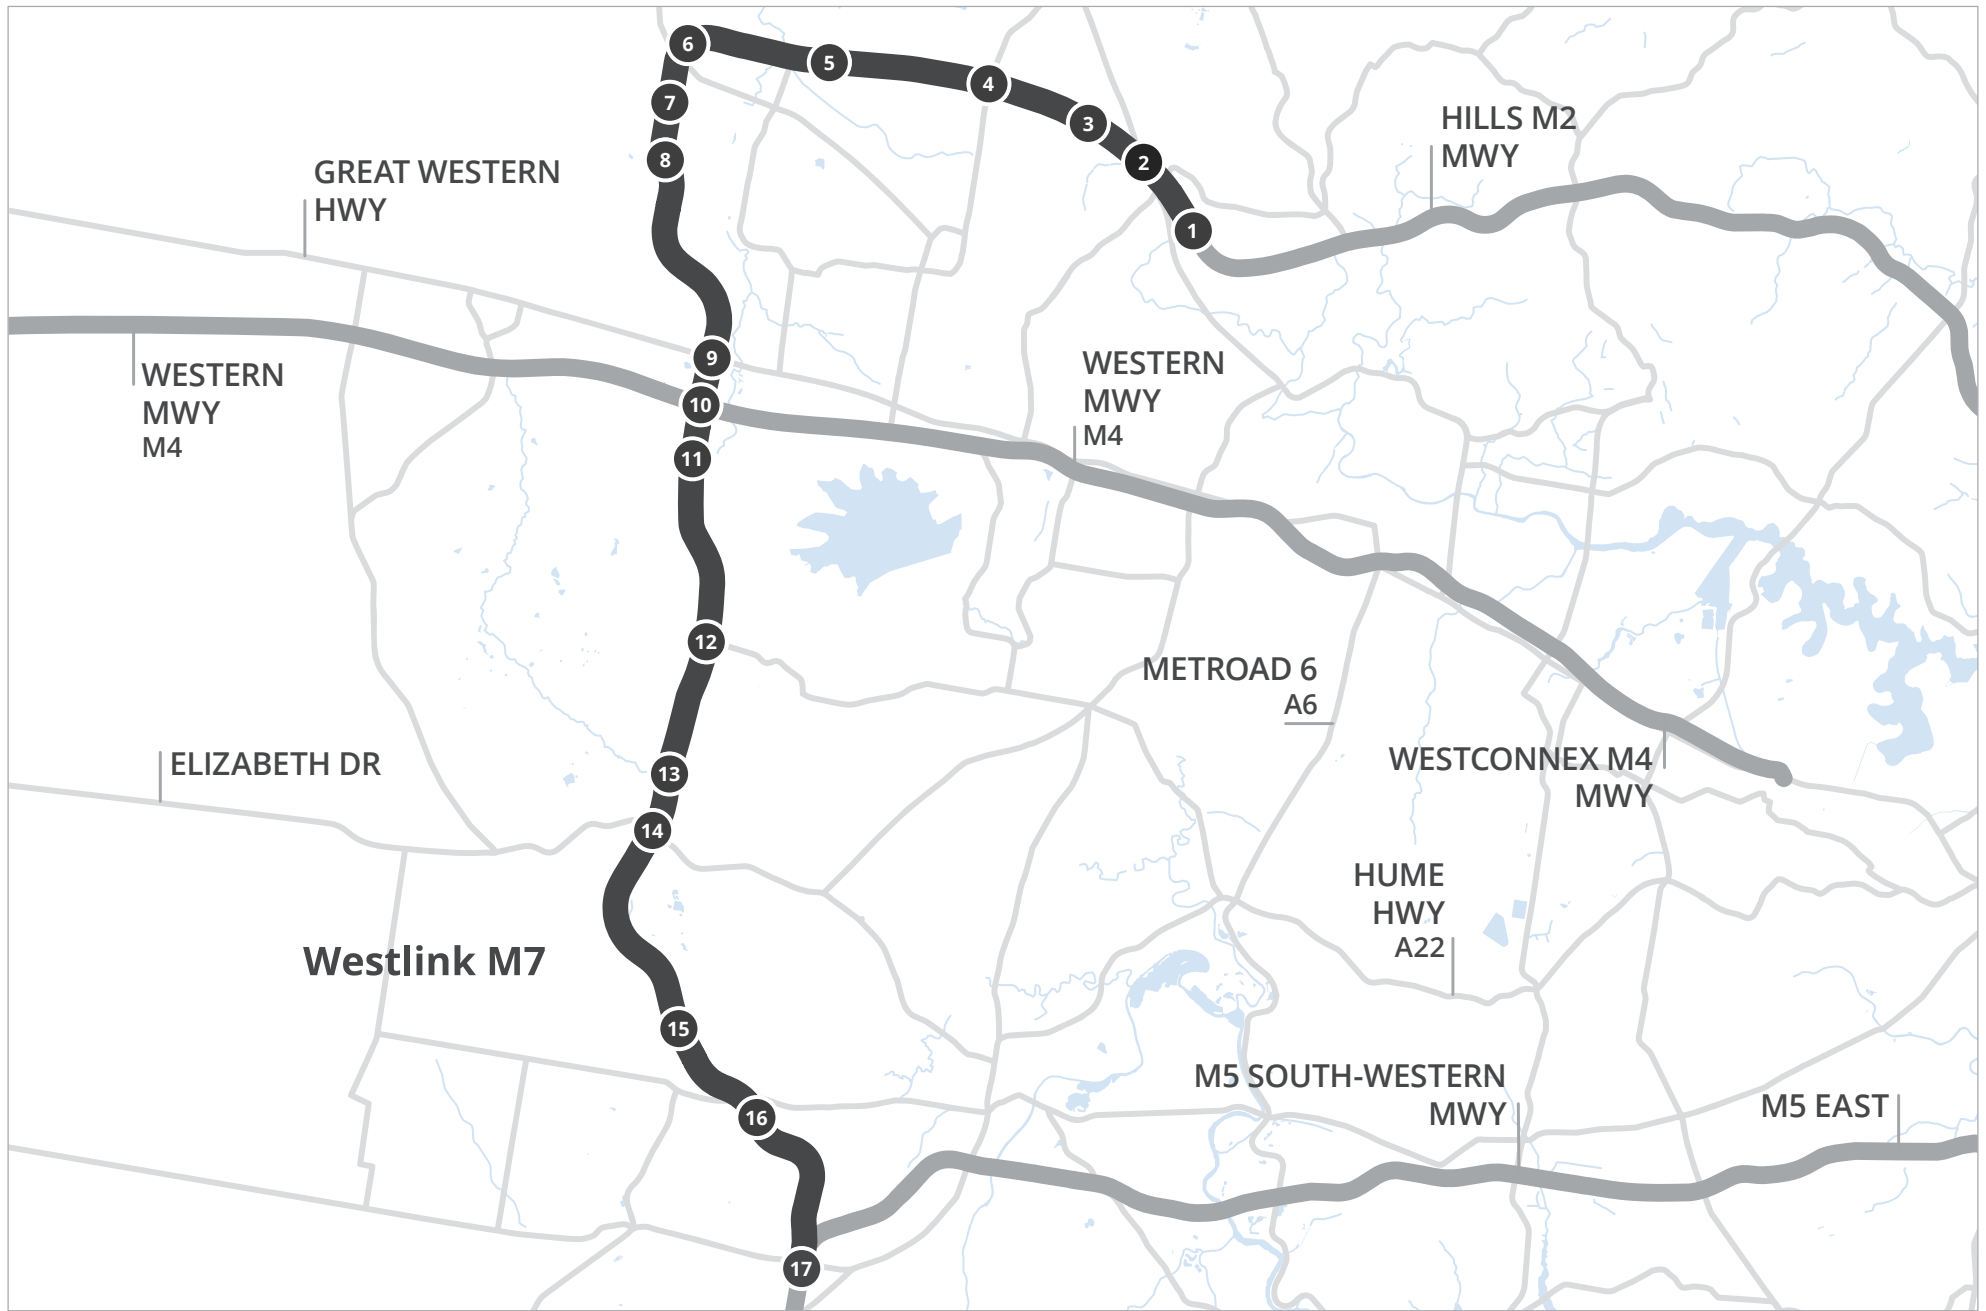 6
5
4
7
3
8
2
1
HILLS M2
MWY
GREAT WESTERN
HWY
WESTERN
MWY
M4
9
10
11
WESTERN
MWY
M4
12
METROAD 6
A6
WESTCONNEX M4
MWY
ELIZABETH DR
13
14
HUME
HWY
A22
Westlink M7
15
16
M5 SOUTH-WESTERN
MWY
M5 EAST
17